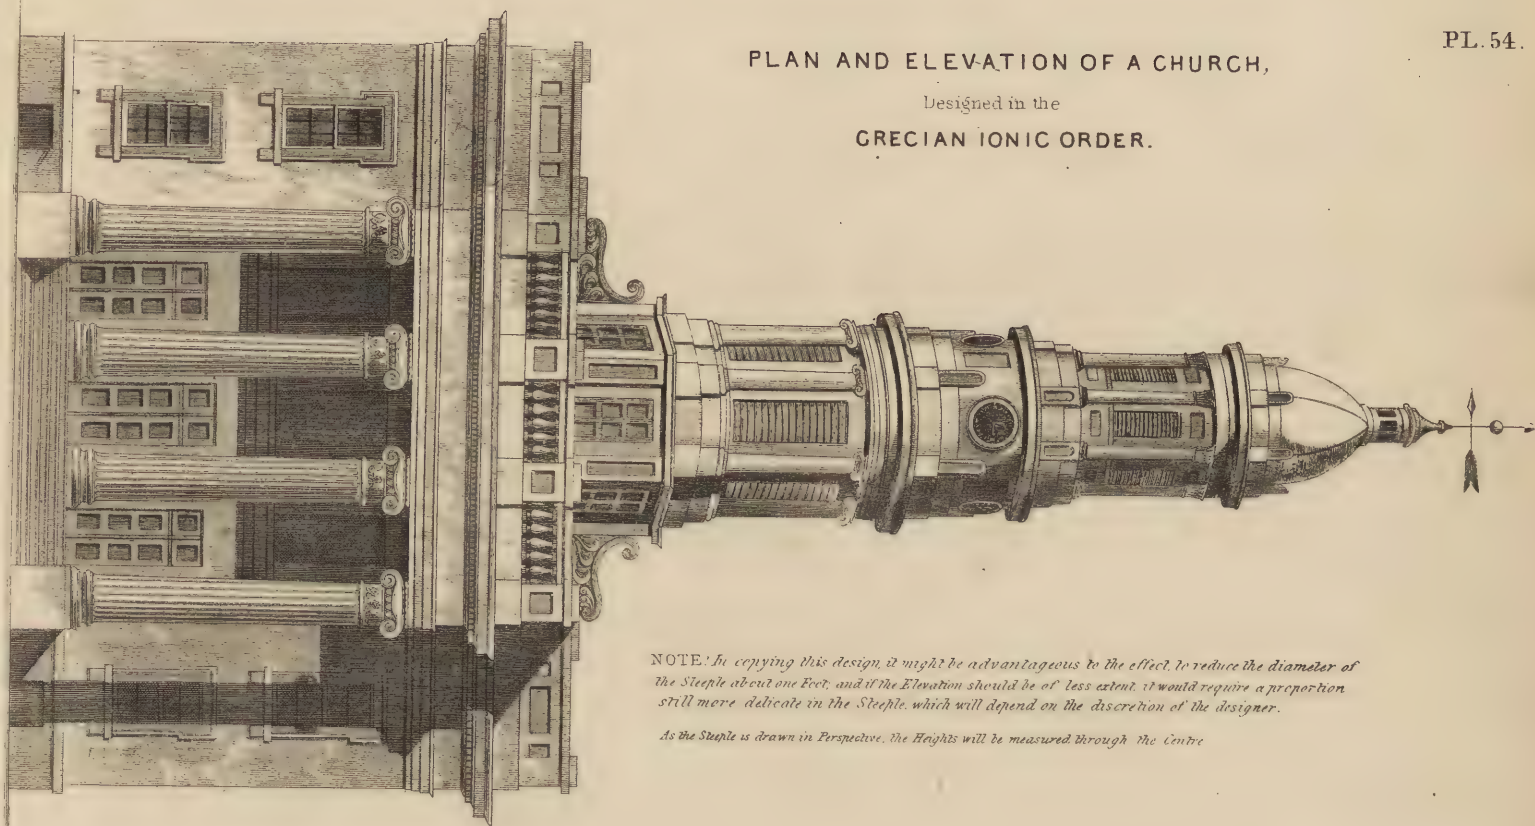 PL. 54.
PLAN AND ELEVATION OF A CHURCH,
Designed in the
GRECIAN IONIC ORDER.
NOTE. In copying this design, it might be advantageous to the effect, to reduce the diameter of
the Steeple about one Foot; and if the Elevation should be of less extent, it would require a proportion
still more delicate in the Steeple, which will depend on the discretion of the designer.
As the Steeple is drawn in Perspective, the Heights will be measured through the Centre